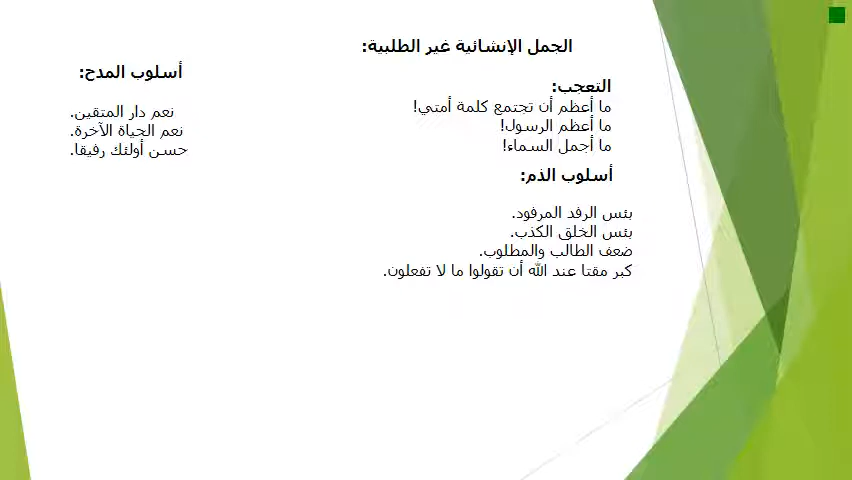 الجمل الإنشائية غير الطلبية:
التعجب:
ما أعظم أن تجتمع كلمة أمتي!
ما أعظم الرسول!
ما أجمل السماء!
أسلوب الذم:
بئس الرفد المرفود.
بئس الخلق الكذب.
ضعف الطالب والمطلوب.
كبر مقتا عند الله أن تقولوا ما لا تفعلون.
أسلوب المدح:
نعم دار المتقين.
نعم الحياة الآخرة.
حسن أولئك رفيقا.